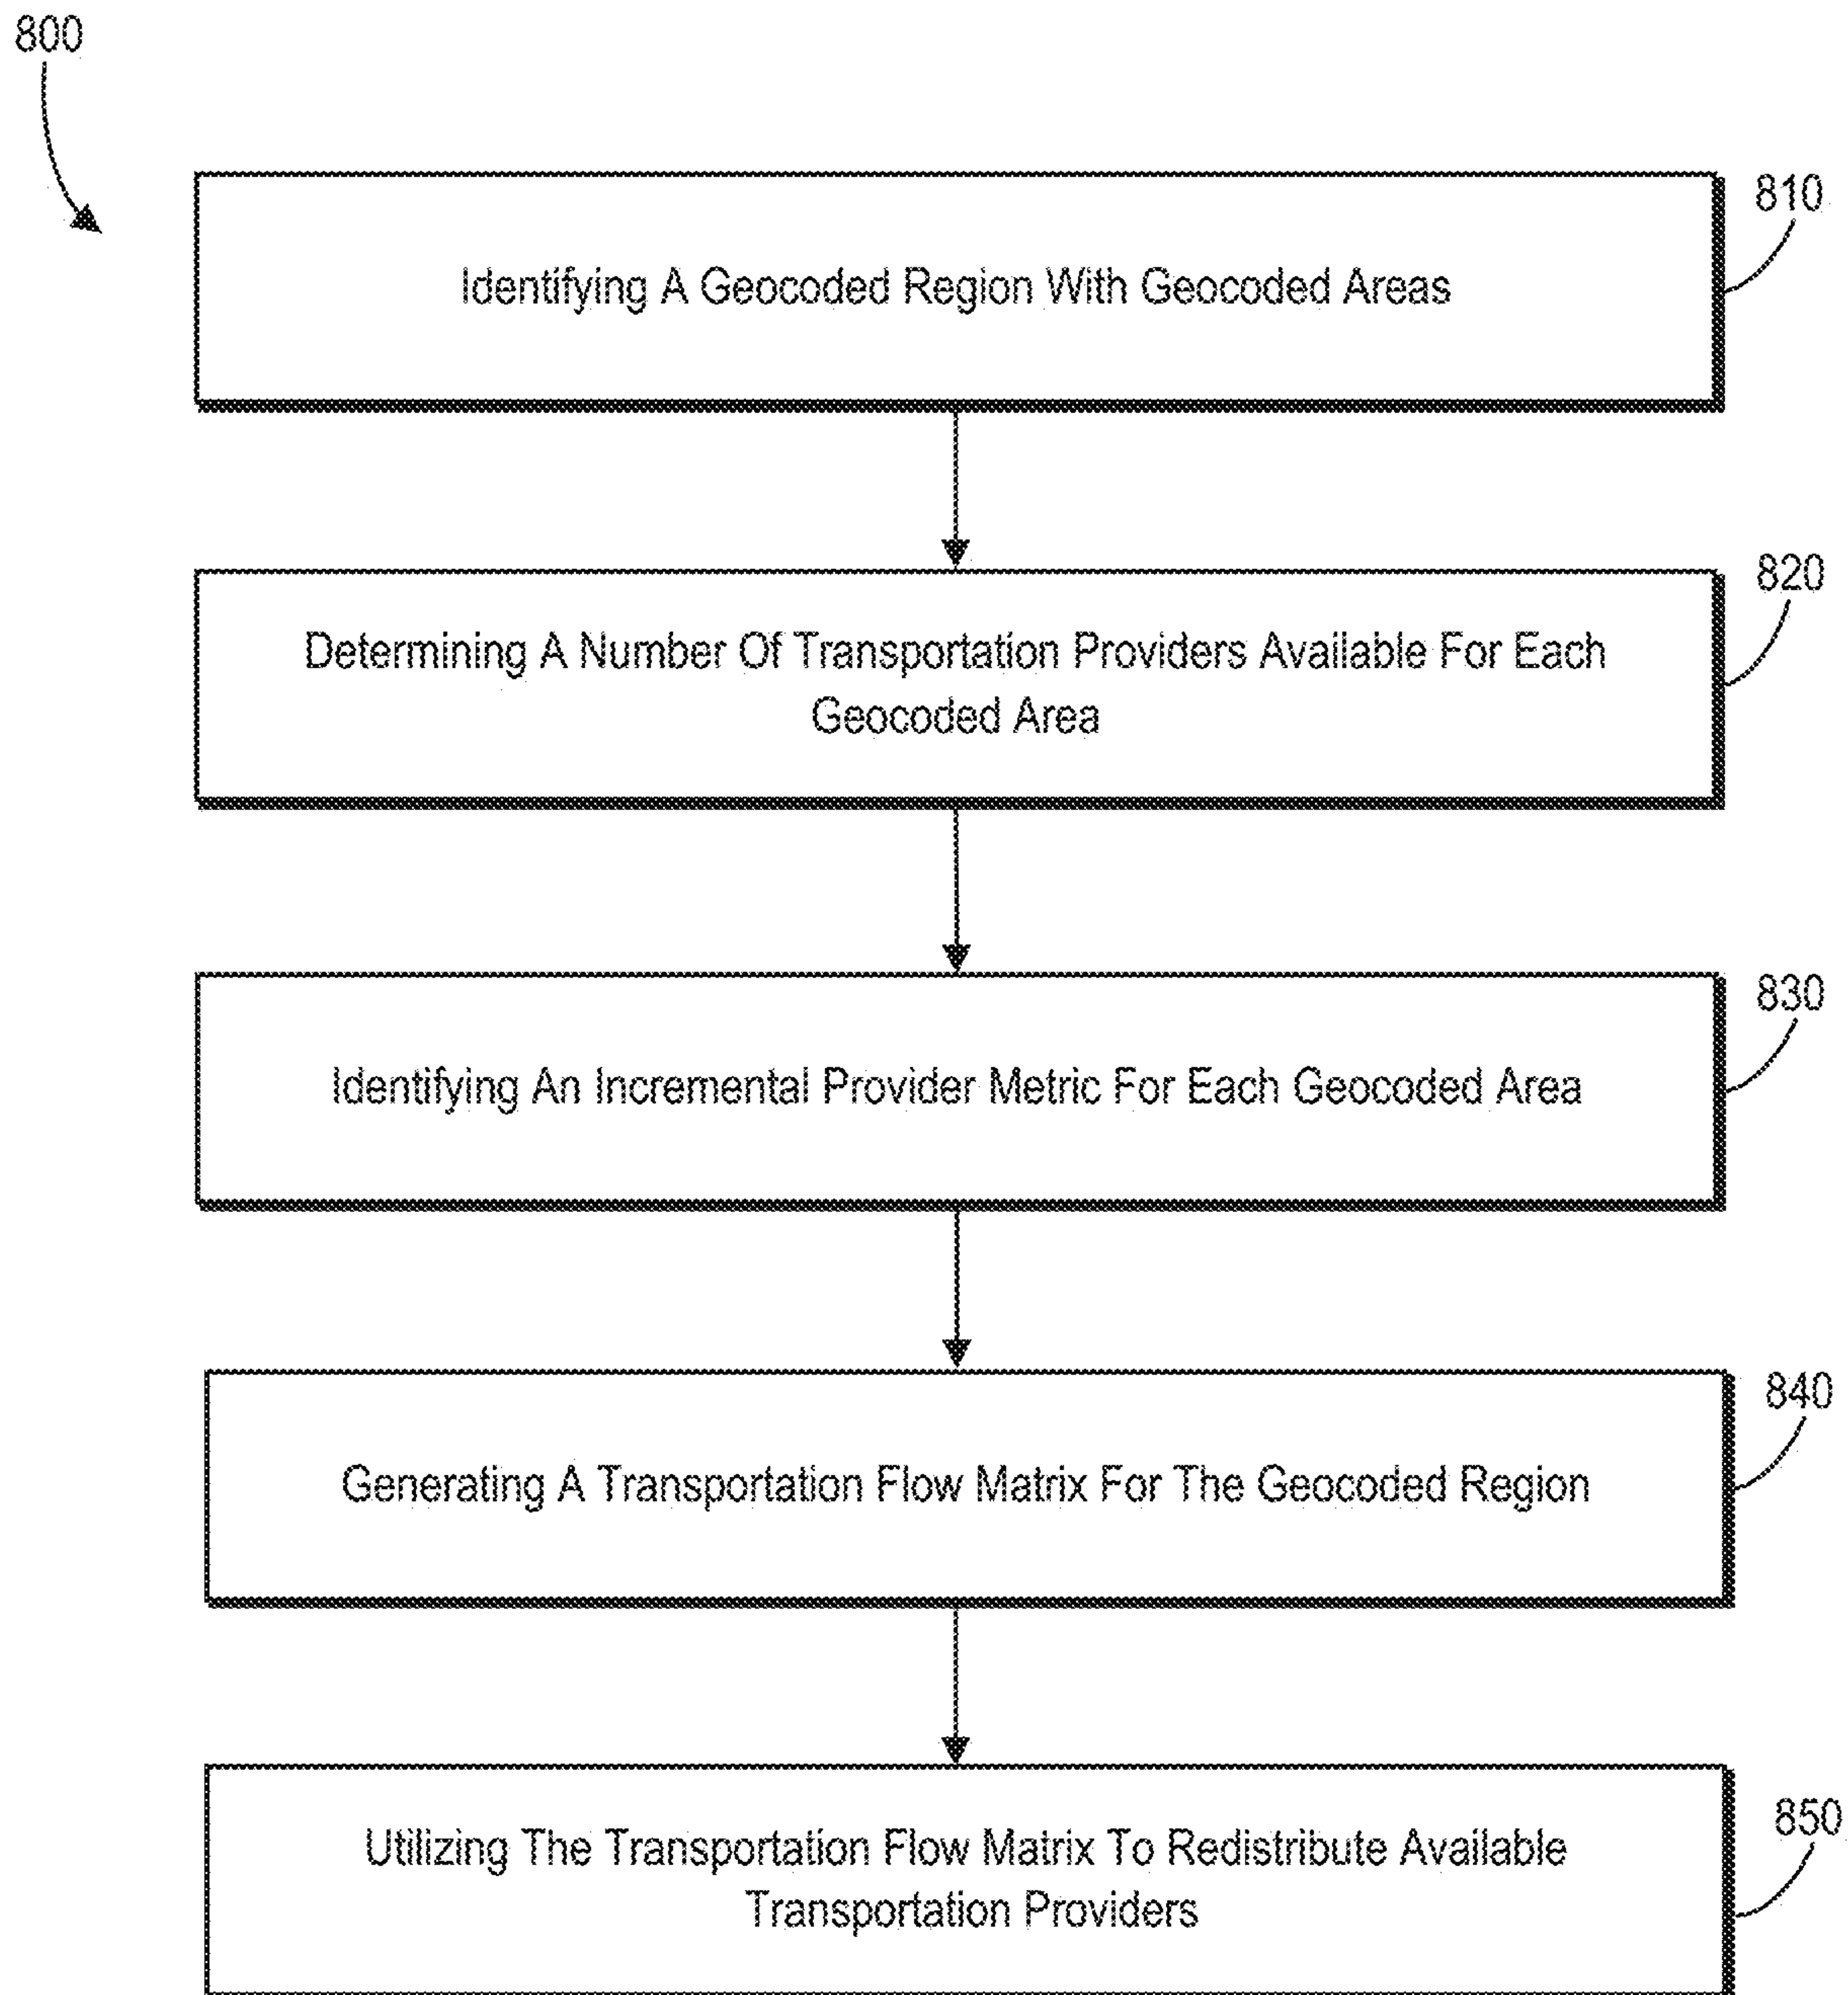 800
810
Identifying A Geocoded Region With Geocoded Areas
820
Determining A Number Of Transportation Providers Available For Each
Geocoded Area
830
Identifying An Incremental Provider Metric For Each Geocoded Area
840
Generating A Transportation Flow Matrix For The Geocoded Region
850
Utilizing The Transportation Flow Matrix To Redistribute Available
Transportation Providers